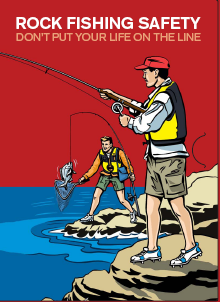 ROCK FISHING SAFETY
DON'T PUT YOUR LIFE ON THE LINE